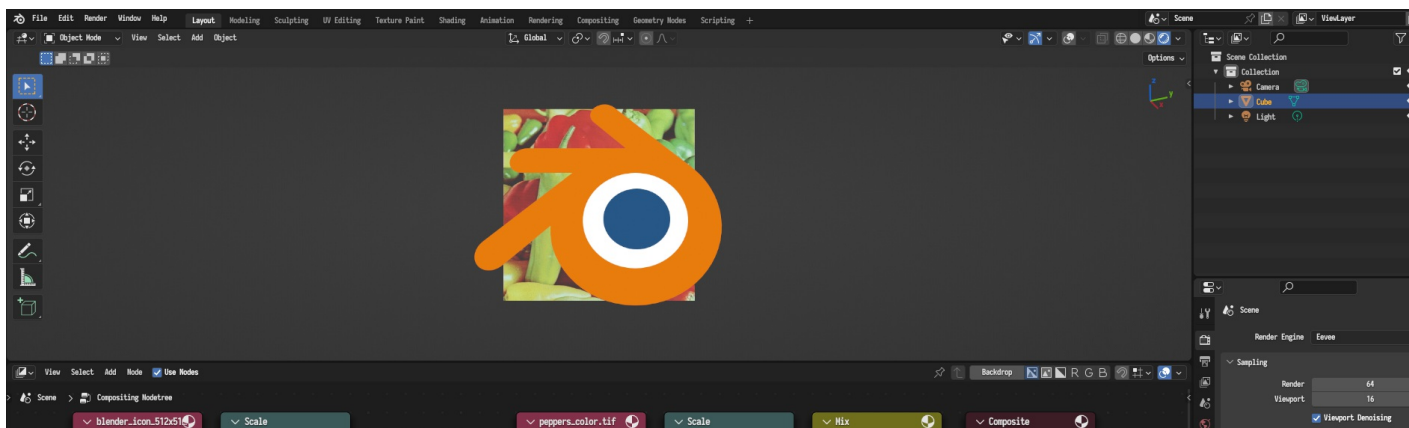 File Edit Render Window Help Layout Modeling Sculpting UV Editing Texture Paint Shading Animation Rendering Compositing Geometry Nodes Scripting + Scene ViewLayer
Object Mode View Select Add Object Global
Options
Z
Y
X
Scene Collection
Collection
Camera
Cube
Light
Scene
Render Engine Eevee
Sampling
Render 64
Viewport 16
Viewport Denoising
View Select Add Node Use Nodes Backdrop R G B
Scene > Compositing Nodetree
blender_icon_512x51 Scale peppers_color.tif Scale Mix Composite